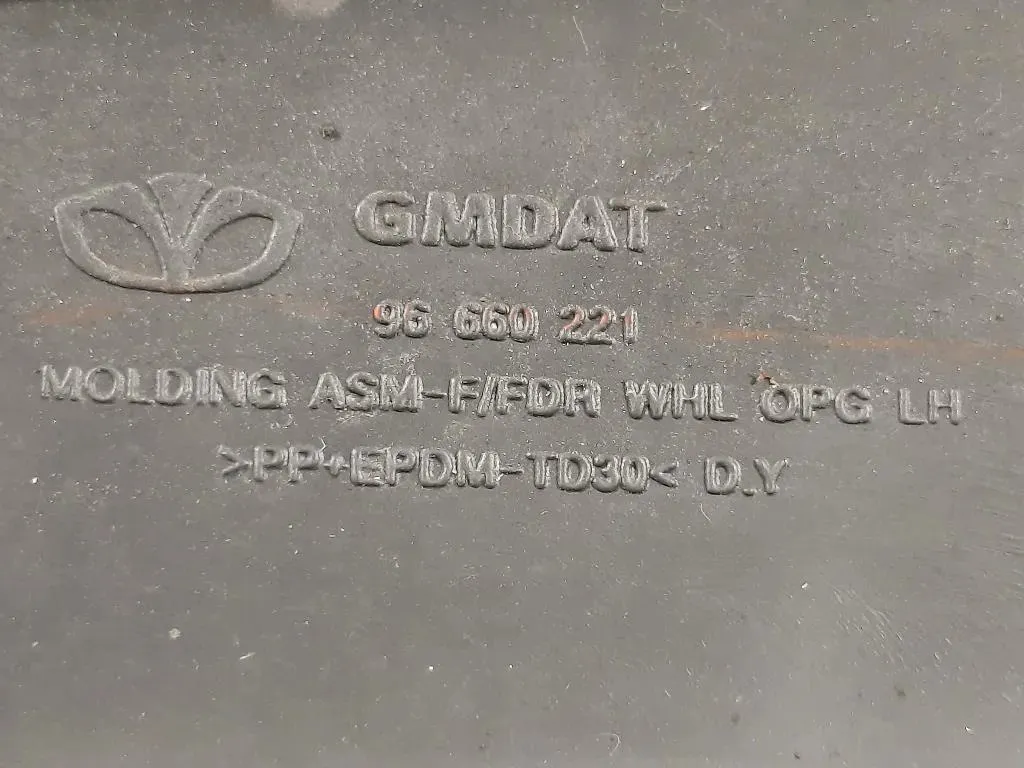 GMDAT
96 660 221
MOLDING ASM-F/FDR WHL OPG LH
>PP+EPDM-TD30< D.Y